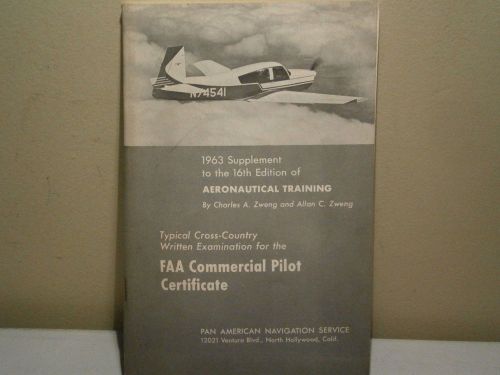 N74541
1963 Supplement
to the 16th Edition of
AERONAUTICAL TRAINING
By Charles A. Zweng and Allan C. Zweng
Typical Cross-Country
Written Examination for the
FAA Commercial Pilot
Certificate
PAN AMERICAN NAVIGATION SERVICE
12021 Ventura Blvd., North Hollywood, Calif.